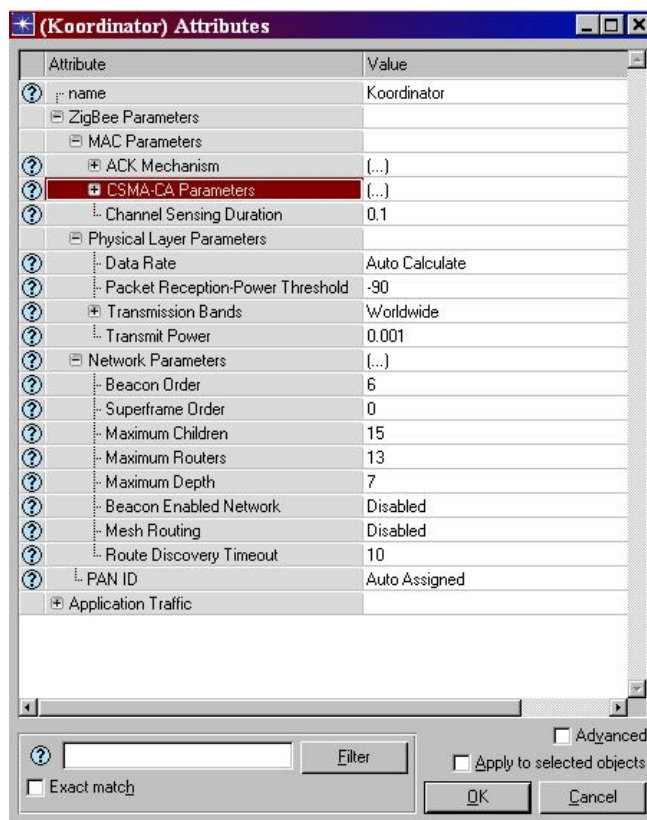 (Koordinator) Attributes
Attribute Value
name Koordinator
ZigBee Parameters
MAC Parameters
ACK Mechanism (...)
CSMA-CA Parameters (...)
Channel Sensing Duration 0.1
Physical Layer Parameters
Data Rate Auto Calculate
Packet Reception-Power Threshold -90
Transmission Bands Worldwide
Transmit Power 0.001
Network Parameters (...)
Beacon Order 6
Superframe Order 0
Maximum Children 15
Maximum Routers 13
Maximum Depth 7
Beacon Enabled Network Disabled
Mesh Routing Disabled
Route Discovery Timeout 10
PAN ID Auto Assigned
Application Traffic
Advanced
Filter Apply to selected objects
Exact match OK Cancel